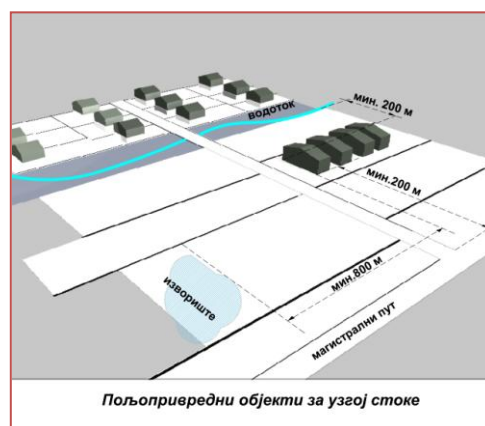 мин. 200 м
водоток
мин.200 м
мин.800 м
извориште
магистрални пут
Пољопривредни објекти за узгој стоке